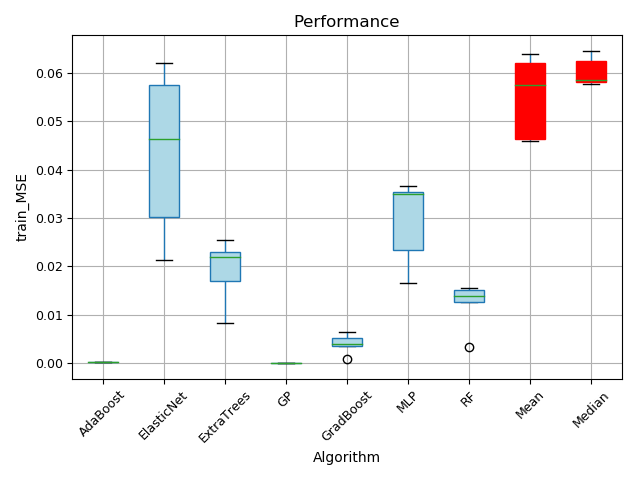 Performance
0.06
0.05
0.04
0.03
0.02
0.01
0.00
train_MSE
AdaBoost
ElasticNet
ExtraTrees
GP
GradBoost
MLP
RF
Mean
Median
Algorithm